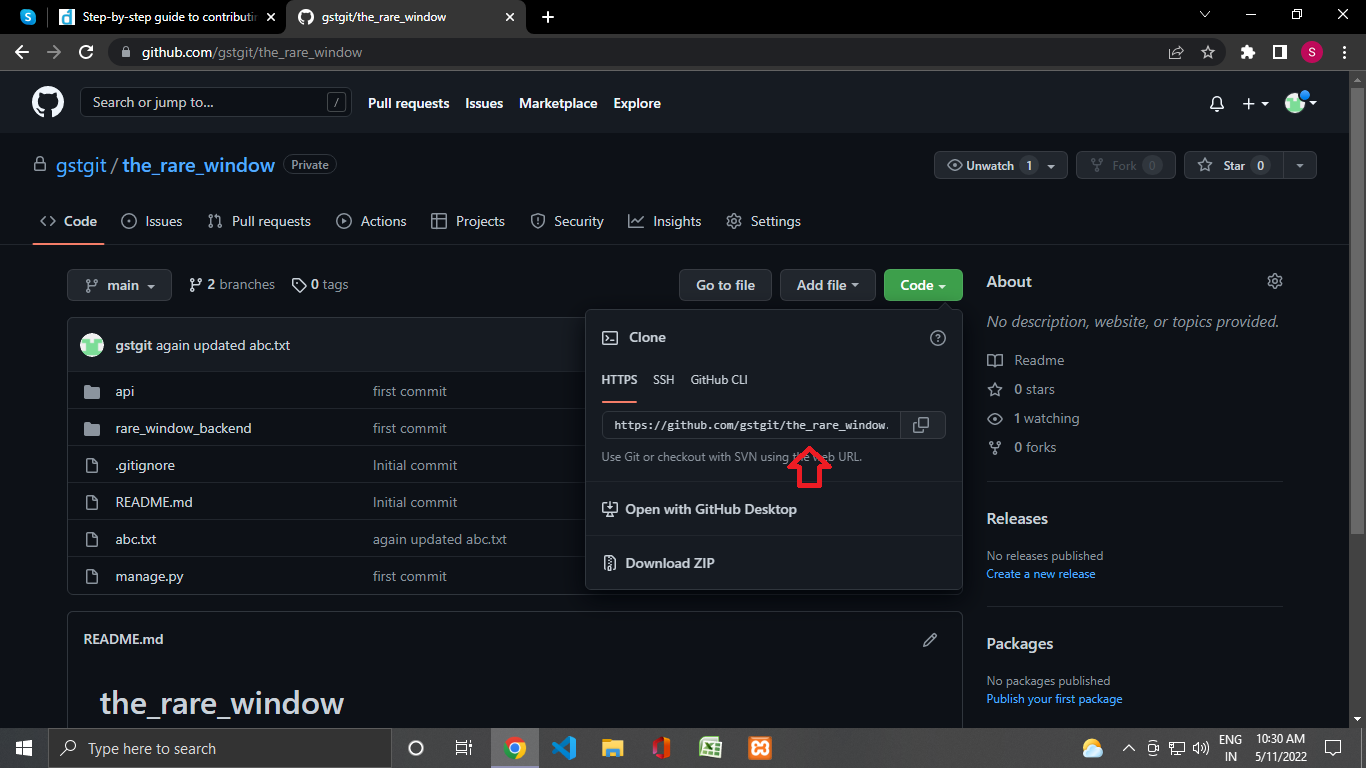 Step-by-step guide to contributin
gstgit/the_rare_window
github.com/gstgit/the_rare_window
S
Search or jump to...
/
Pull requests
Issues
Marketplace
Explore
gstgit / the_rare_window
Private
Unwatch 1
Fork 0
Star 0
Code
Issues
Pull requests
Actions
Projects
Security
Insights
Settings
main
2 branches
0 tags
Go to file
Add file
Code
gstgit again updated abc.txt
api first commit
rare_window_backend first commit
.gitignore Initial commit
README.md Initial commit
abc.txt again updated abc.txt
manage.py first commit
Clone
HTTPS
SSH
GitHub CLI
https://github.com/gstgit/the_rare_window.
Use Git or checkout with SVN using the web URL.
Open with GitHub Desktop
Download ZIP
About
No description, website, or topics provided.
Readme
0 stars
1 watching
0 forks
Releases
No releases published
Create a new release
Packages
No packages published
Publish your first package
README.md
the_rare_window
Type here to search
ENG
IN
10:30 AM
5/11/2022